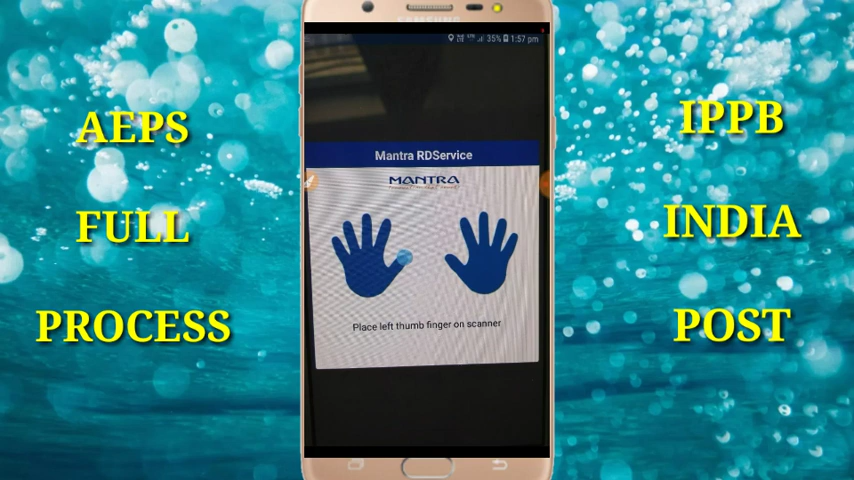 AEPS
FULL
PROCESS
SAMSUNG
35% 1:57 pm
Mantra RDService
MANTRA
Place left thumb finger on scanner
IPPB
INDIA
POST